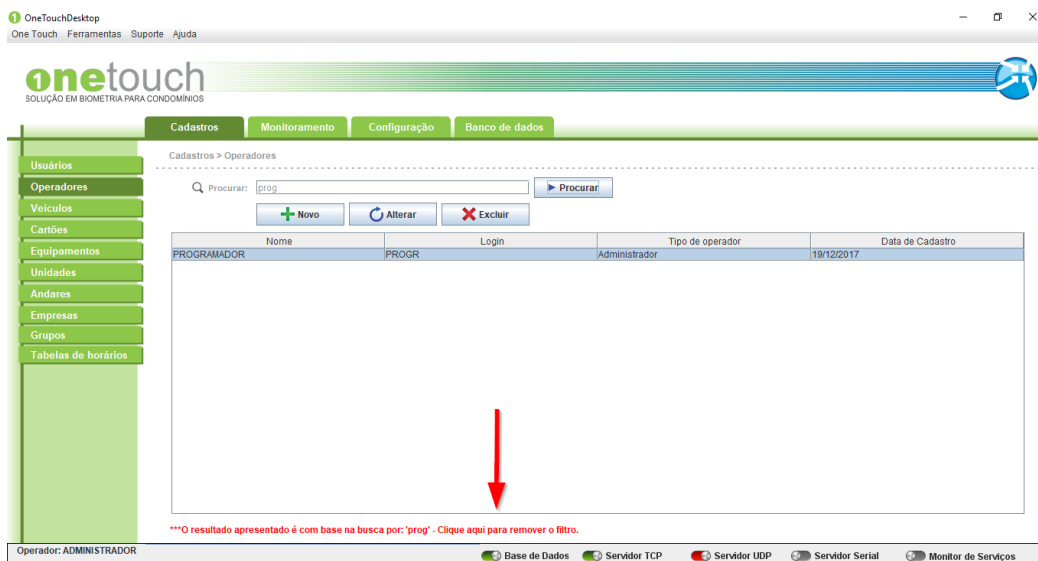 OneTouchDesktop
One Touch Ferramentas Suporte Ajuda
onetouch
SOLUÇÃO EM BIOMETRIA PARA CONDOMÍNIOS
Cadastros Monitoramento Configuração Banco de dados
Cadastros > Operadores
Usuários
Operadores
Veículos
Cartões
Equipamentos
Unidades
Andares
Empresas
Grupos
Tabelas de horários
Procurar: prog Procurar
Novo Alterar Excluir
Nome Login Tipo de operador Data de Cadastro
PROGRAMADOR PROGR Administrador 19/12/2017
***O resultado apresentado é com base na busca por: 'prog' - Clique aqui para remover o filtro.
Operador: ADMINISTRADOR Base de Dados Servidor TCP Servidor UDP Servidor Serial Monitor de Serviços